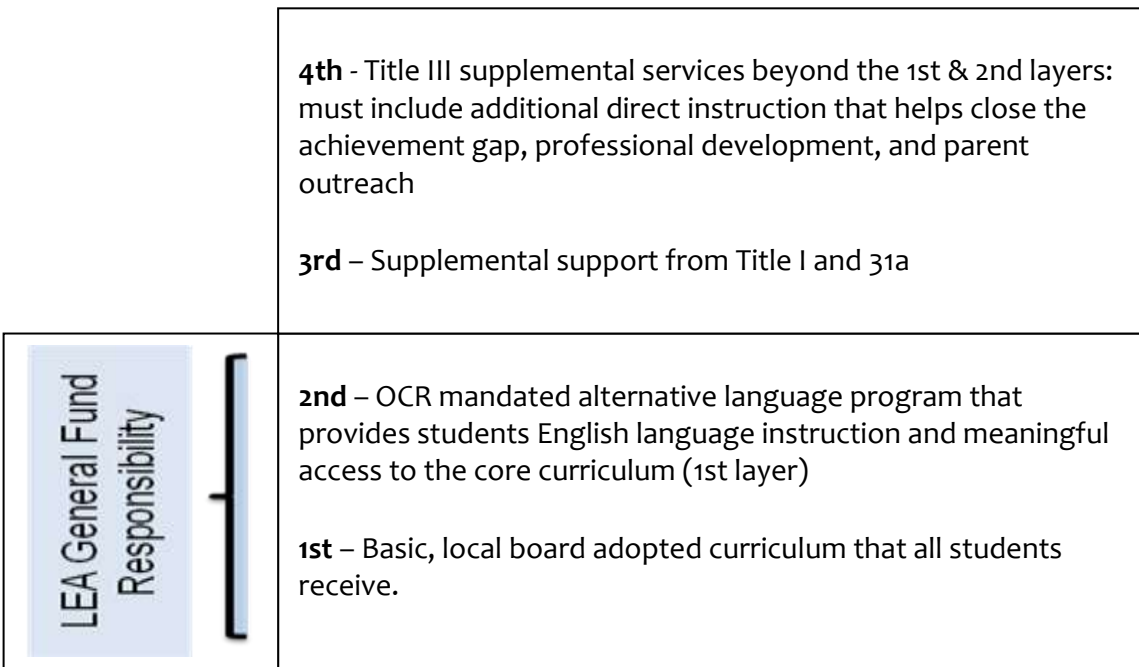 4th - Title III supplemental services beyond the 1st & 2nd layers:
must include additional direct instruction that helps close the
achievement gap, professional development, and parent
outreach
3rd – Supplemental support from Title I and 31a
LEA General Fund
Responsibility
2nd – OCR mandated alternative language program that
provides students English language instruction and meaningful
access to the core curriculum (1st layer)
1st – Basic, local board adopted curriculum that all students
receive.